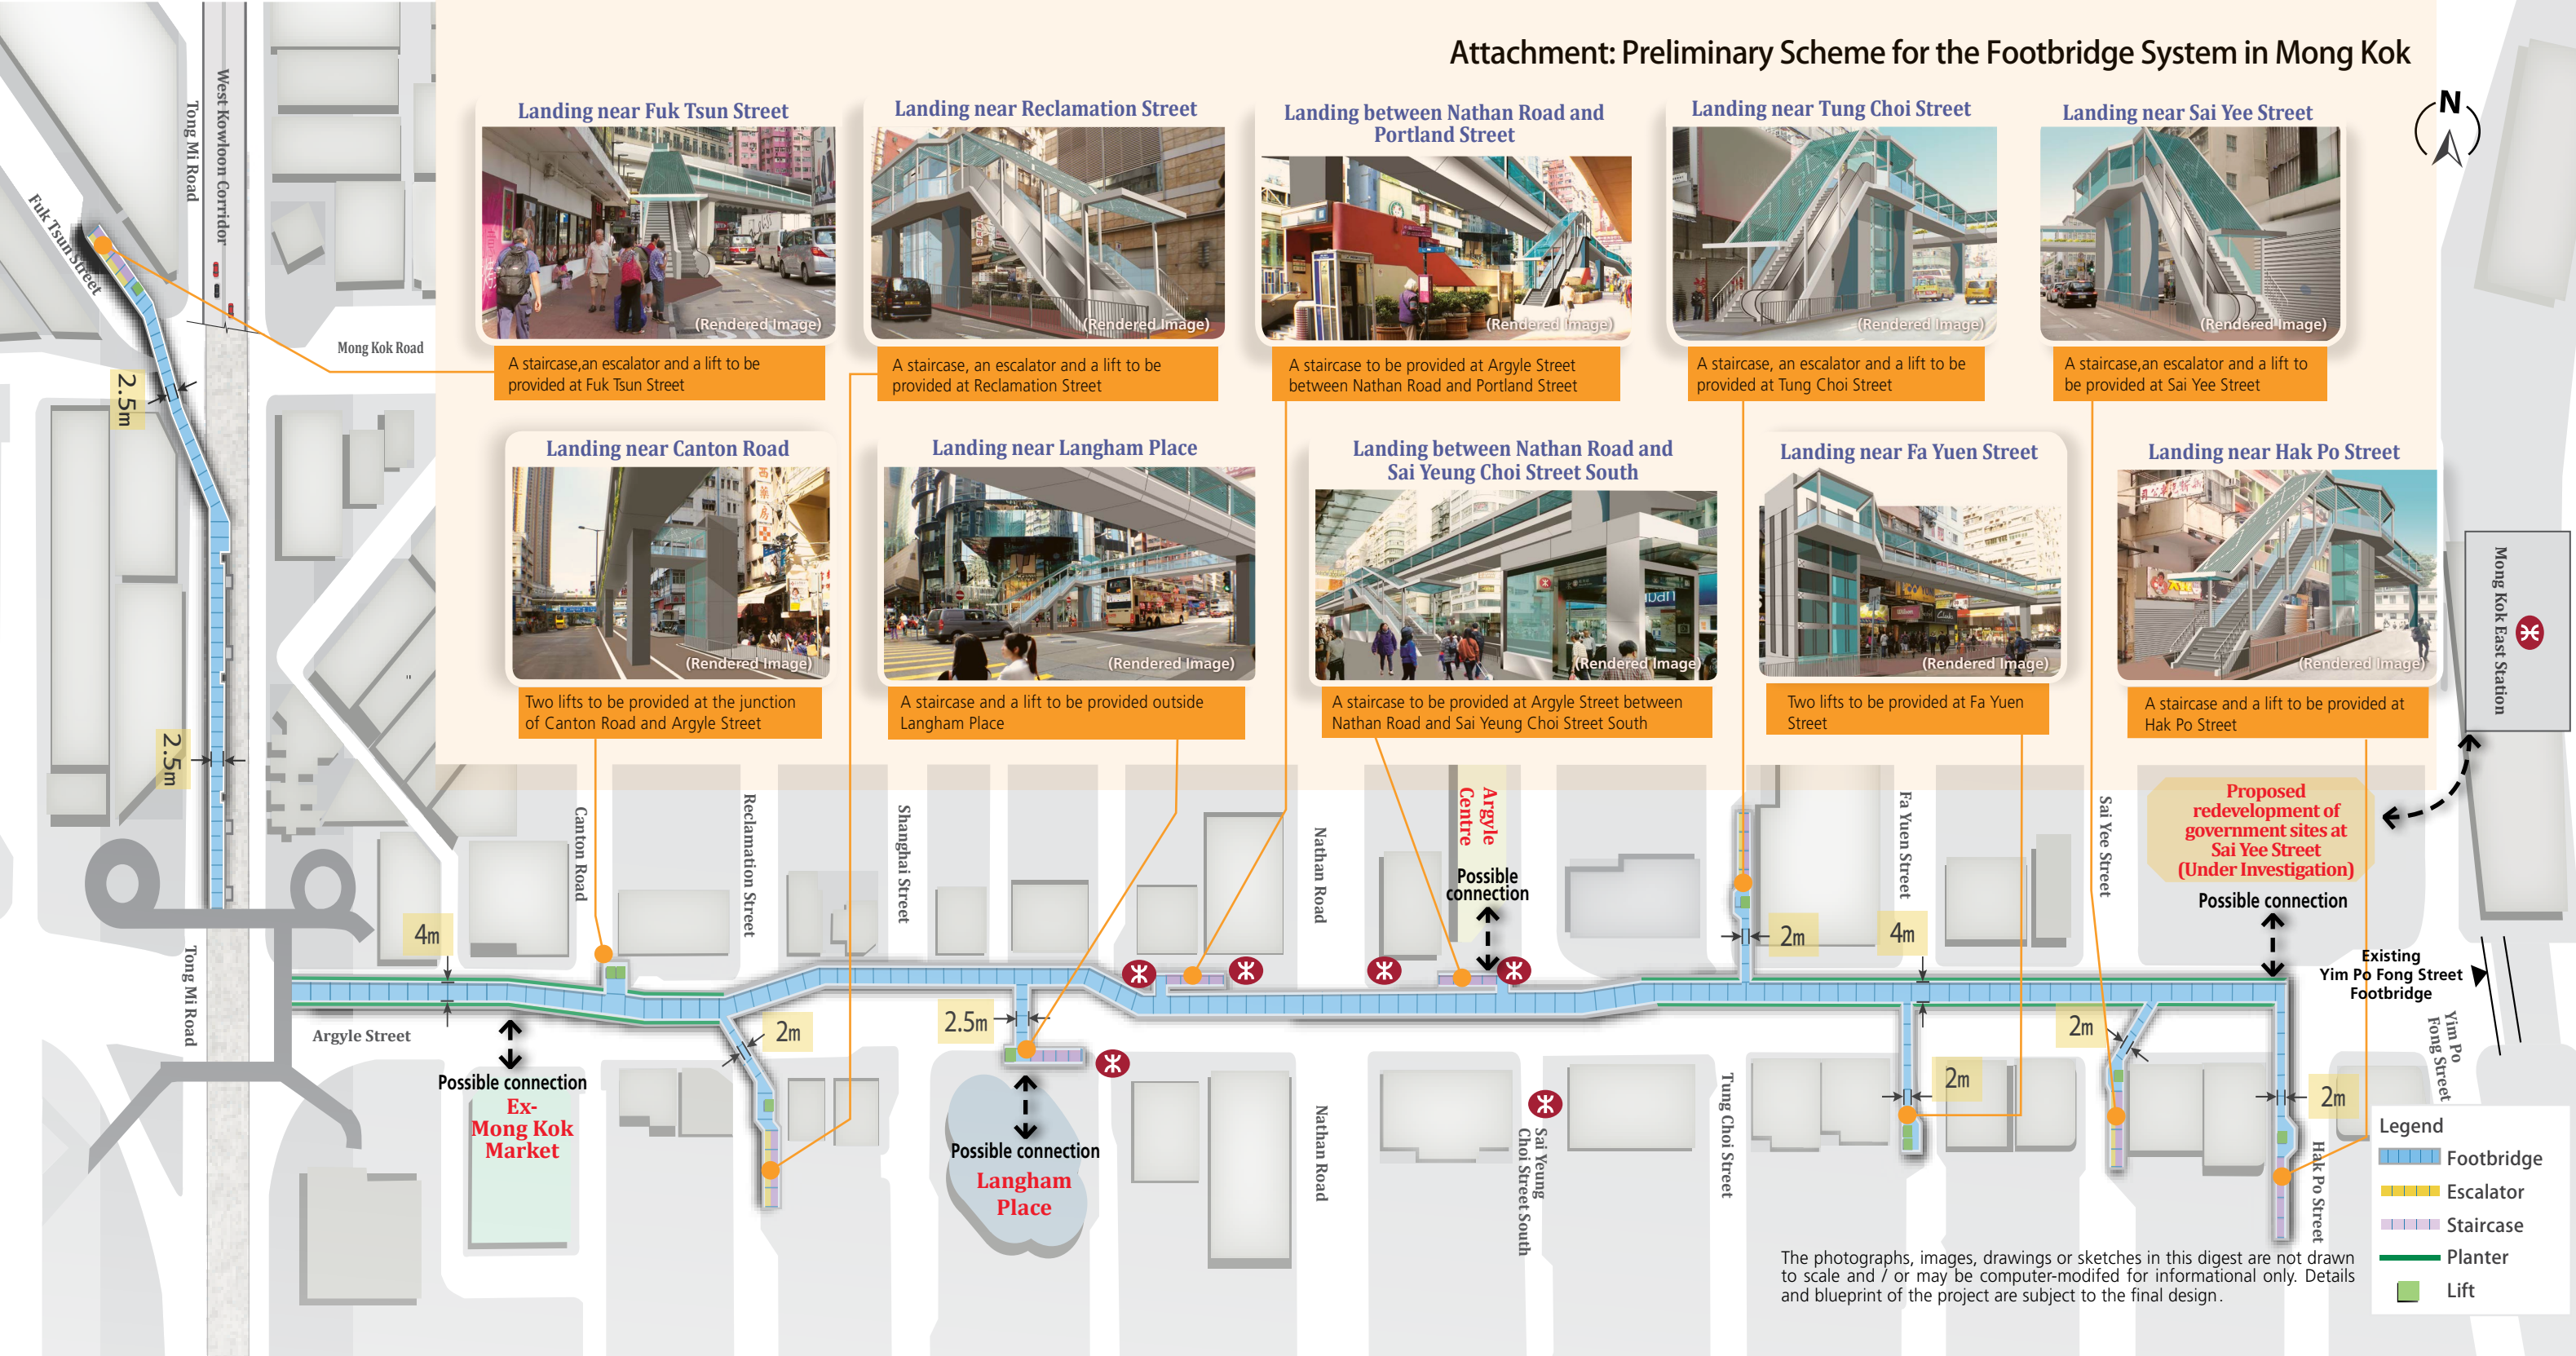 Attachment: Preliminary Scheme for the Footbridge System in Mong Kok
N
Landing near Fuk Tsun Street
(Rendered Image)
A staircase,an escalator and a lift to be
provided at Fuk Tsun Street
Landing near Reclamation Street
(Rendered Image)
A staircase, an escalator and a lift to be
provided at Reclamation Street
Landing between Nathan Road and
Portland Street
(Rendered Image)
A staircase to be provided at Argyle Street
between Nathan Road and Portland Street
Landing near Tung Choi Street
(Rendered Image)
A staircase, an escalator and a lift to be
provided at Tung Choi Street
Landing near Sai Yee Street
(Rendered Image)
A staircase,an escalator and a lift to
be provided at Sai Yee Street
Landing near Canton Road
(Rendered Image)
Two lifts to be provided at the junction
of Canton Road and Argyle Street
Landing near Langham Place
(Rendered Image)
A staircase and a lift to be provided outside
Langham Place
Landing between Nathan Road and
Sai Yeung Choi Street South
(Rendered Image)
A staircase to be provided at Argyle Street between
Nathan Road and Sai Yeung Choi Street South
Landing near Fa Yuen Street
(Rendered Image)
Two lifts to be provided at Fa Yuen
Street
Landing near Hak Po Street
(Rendered Image)
A staircase and a lift to be provided at
Hak Po Street
Tong Mi Road
West Kowloon Corridor
Fuk Tsun Street
Mong Kok Road
2.5m
2.5m
Tong Mi Road
4m
Argyle Street
Canton Road
Reclamation Street
Shanghai Street
Nathan Road
Argyle
Centre
Possible
connection
Fa Yuen Street
Sai Yee Street
Proposed
redevelopment of
government sites at
Sai Yee Street
(Under Investigation)
Possible connection
Mong Kok East Station
Existing
Yim Po Fong Street
Footbridge
Yim Po
Fong Street
2m
4m
2m
2.5m
2m
2m
2m
Possible connection
Ex-
Mong Kok
Market
Possible connection
Langham
Place
Nathan Road
Sai Yeung
Choi Street South
Tung Choi Street
Hak Po Street
Legend
Footbridge
Escalator
Staircase
Planter
Lift
The photographs, images, drawings or sketches in this digest are not drawn
to scale and / or may be computer-modifed for informational only. Details
and blueprint of the project are subject to the final design.